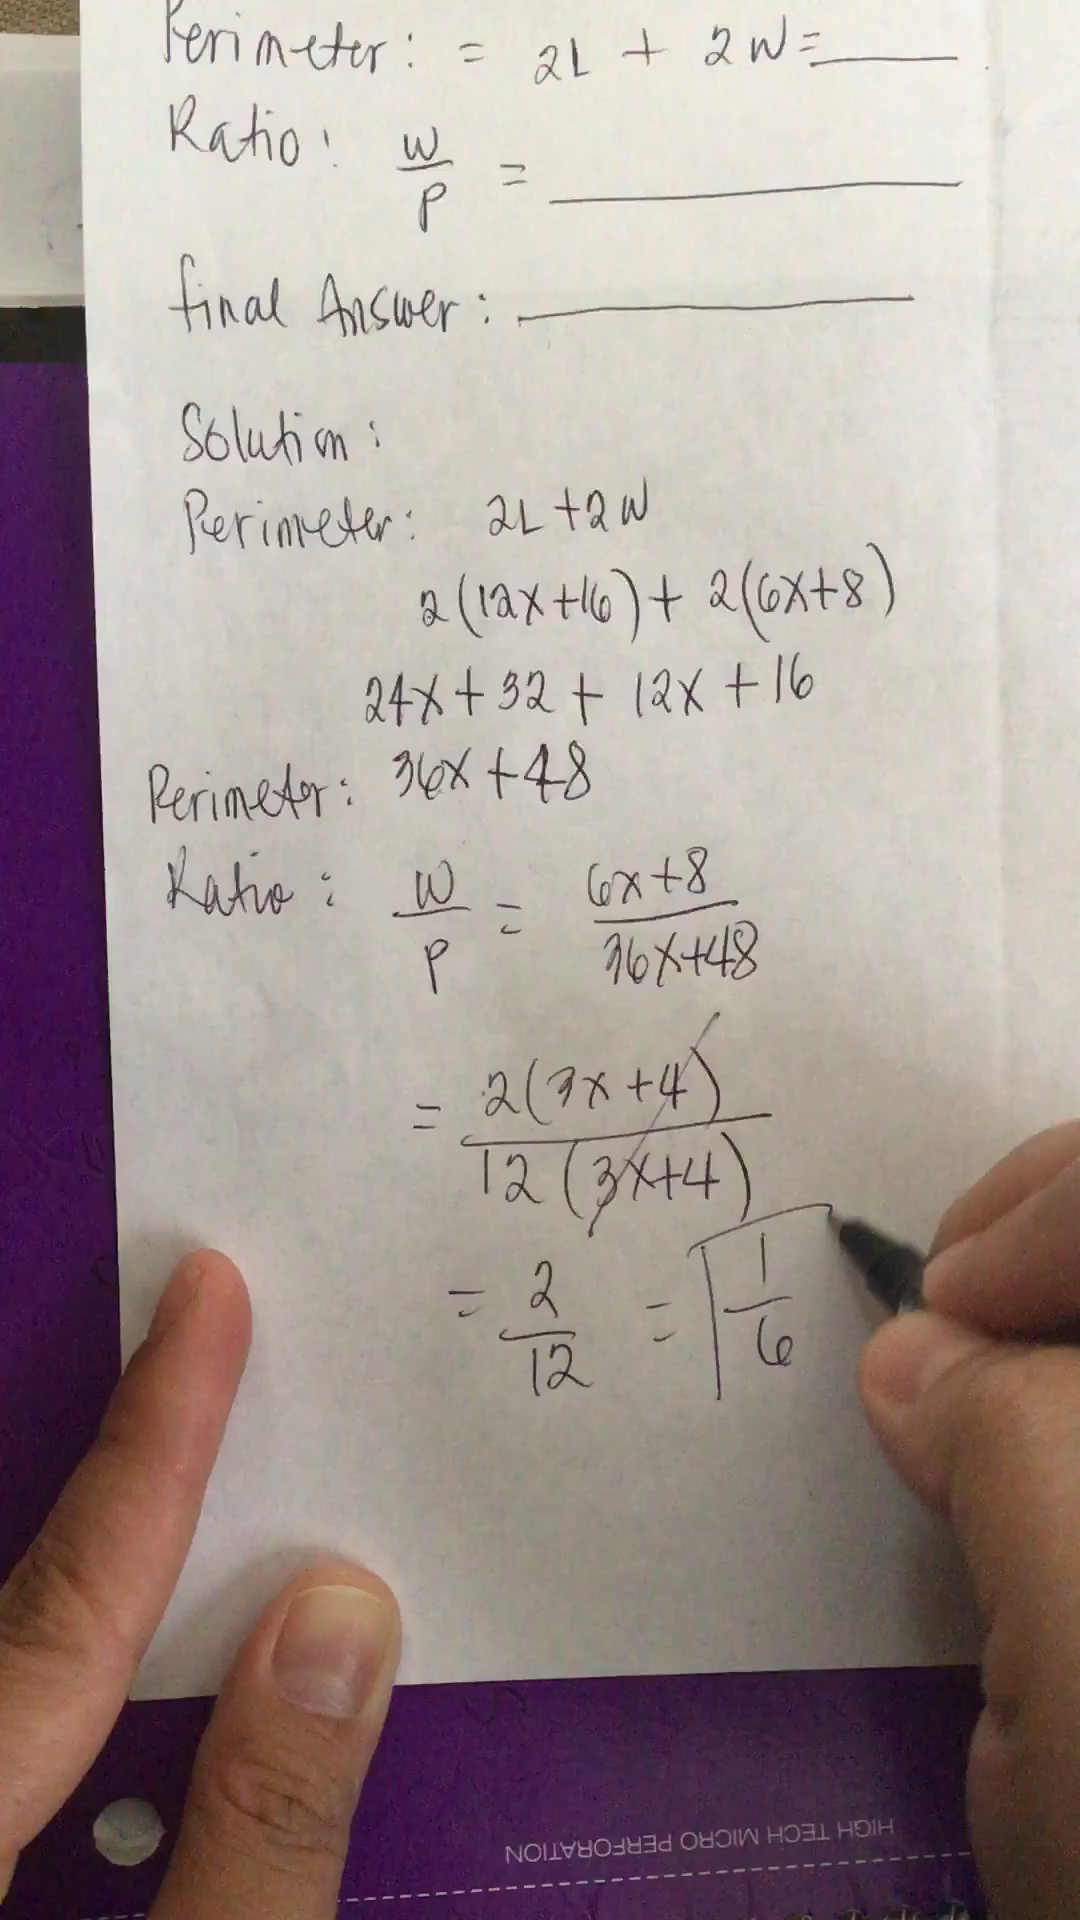 Perimeter: = 2L + 2W = ____
Ratio: W/P = ____
final Answer: ____
Solution:
Perimeter: 2L + 2W
2(12x+16) + 2(6x+8)
24x + 32 + 12x + 16
Perimeter: 36x + 48
Ratio: W/P = 6x+8/36x+48
= 2(3x+4)/12(3x+4)
= 2/12 = 1/6
HIGH TECH MICRO PERFORATION